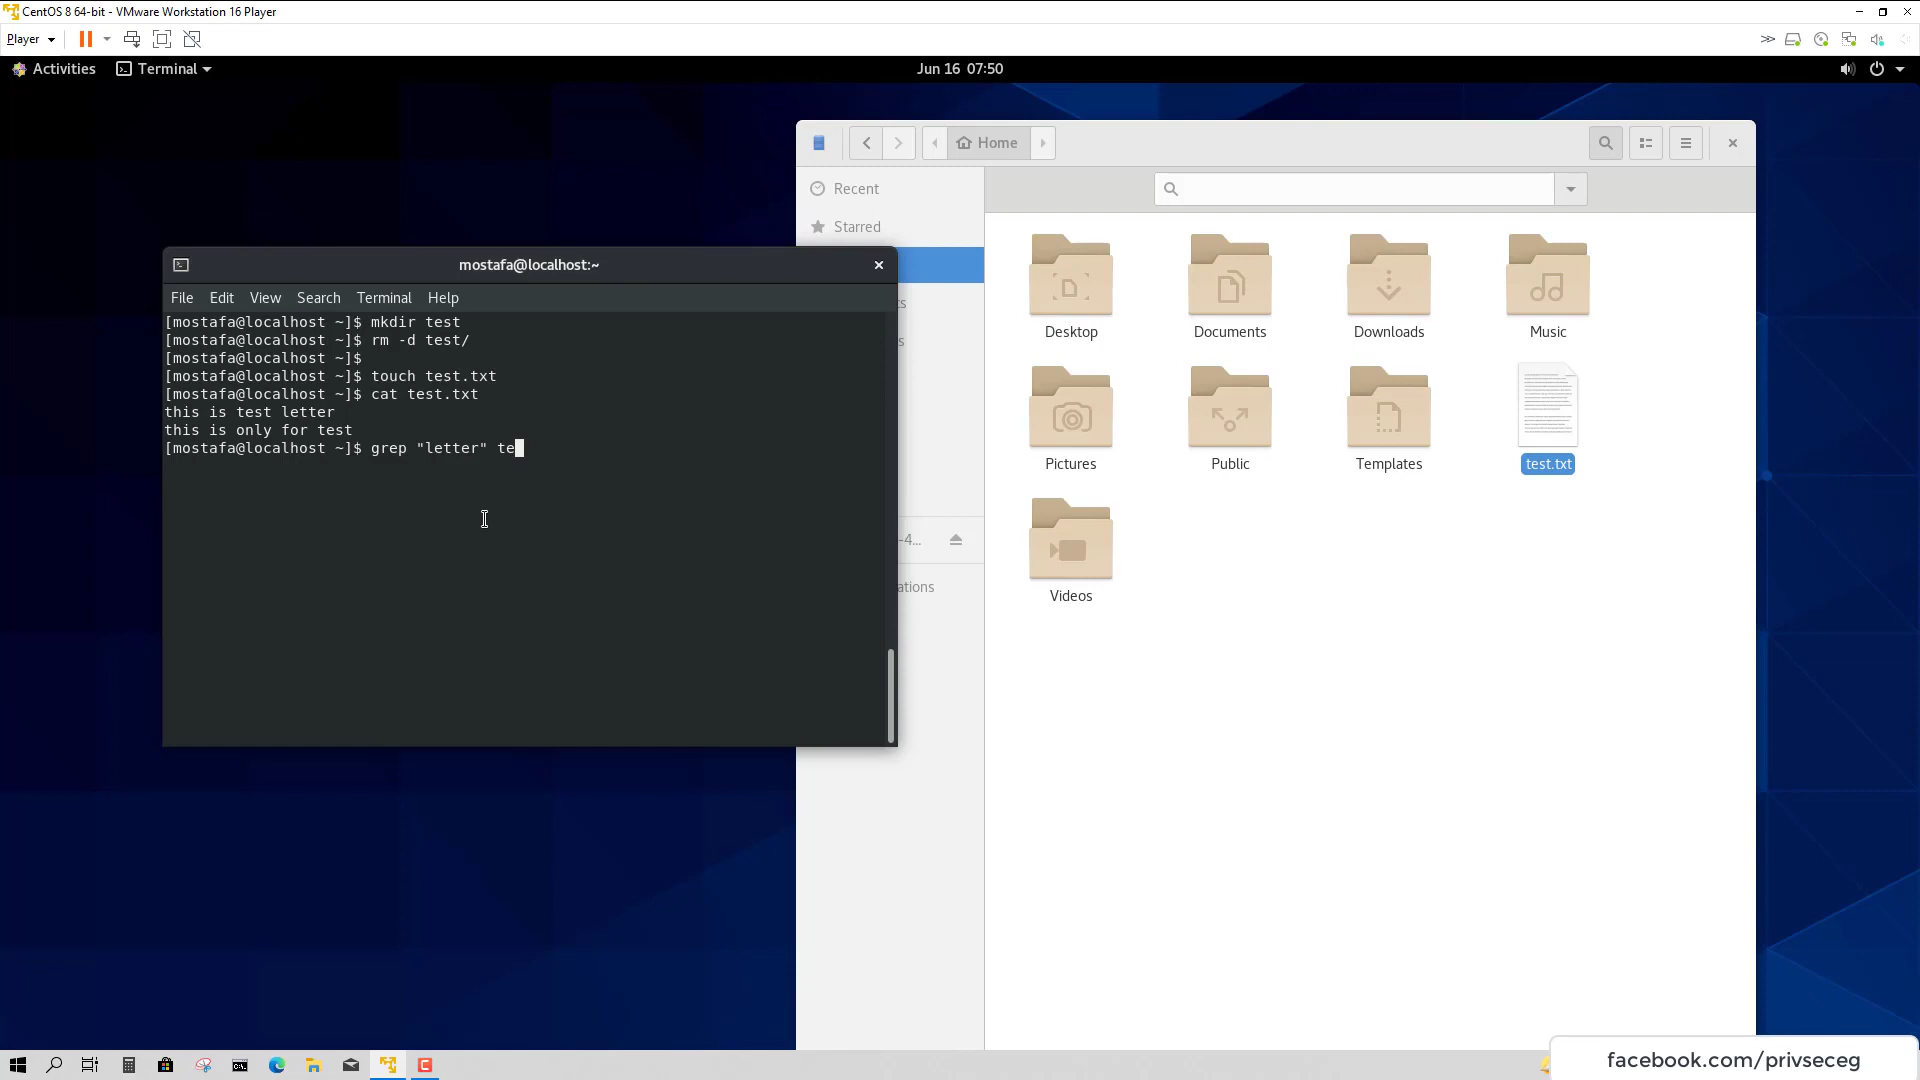 CentOS 8 64-bit - VMware Workstation 16 Player
Player
Activities
Terminal
Jun 16 07:50
Home
Recent
Starred
mostafa@localhost:~
File Edit View Search Terminal Help
[mostafa@localhost ~]$ mkdir test
[mostafa@localhost ~]$ rm -d test/
[mostafa@localhost ~]$
[mostafa@localhost ~]$ touch test.txt
[mostafa@localhost ~]$ cat test.txt
this is test letter
this is only for test
[mostafa@localhost ~]$ grep "letter" te
ts
s
-4...
ations
Desktop
Documents
Downloads
Music
Pictures
Public
Templates
test.txt
Videos
facebook.com/privseceg